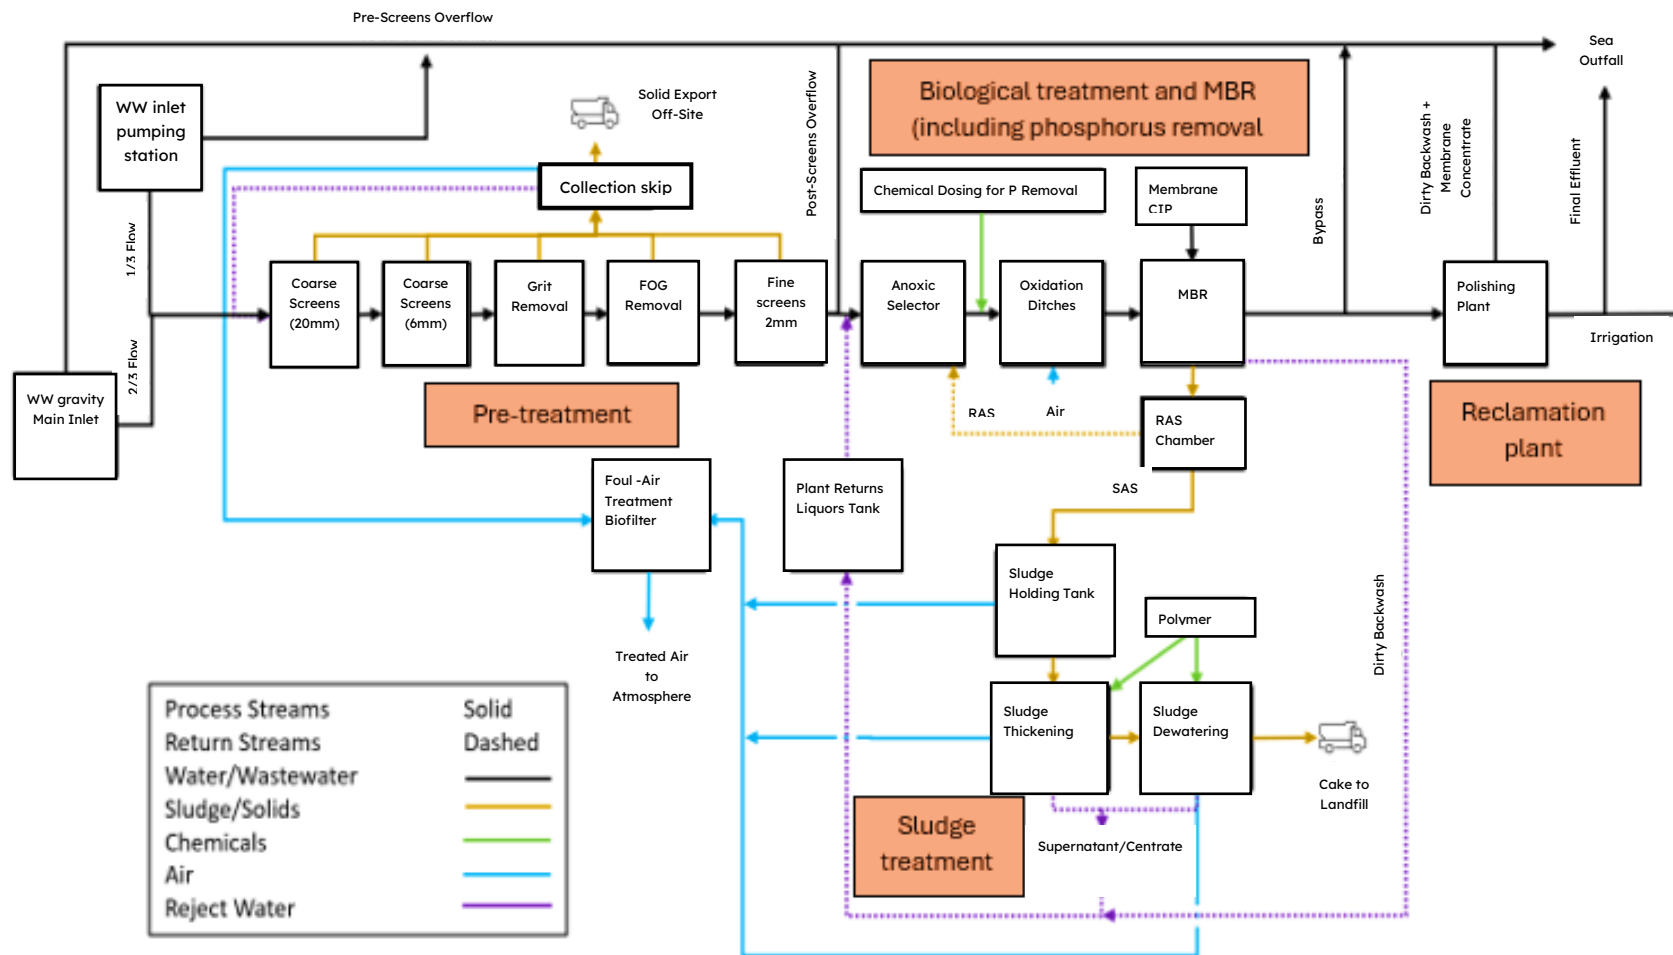 Pre-Screens Overflow
Sea
Outfall
WW inlet
pumping
station
Solid Export
Off-Site
Post-Screens Overflow
Biological treatment and MBR
(including phosphorus removal
Dirty Backwash +
Membrane
Concentrate
Bypass
Final Effluent
Collection skip
Chemical Dosing for P Removal
Membrane
CIP
1/3 Flow
Coarse
Screens
(20mm)
Coarse
Screens
(6mm)
Grit
Removal
FOG
Removal
Fine
screens
2mm
Anoxic
Selector
Oxidation
Ditches
MBR
Polishing
Plant
Irrigation
2/3 Flow
WW gravity
Main Inlet
Pre-treatment
RAS
Air
RAS
Chamber
Reclamation
plant
Foul -Air
Treatment
Biofilter
Plant Returns
Liquors Tank
SAS
Sludge
Holding Tank
Polymer
Dirty Backwash
Treated Air
to
Atmosphere
Sludge
Thickening
Sludge
Dewatering
Cake to
Landfill
Sludge
treatment
Supernatant/Centrate
Process Streams Solid
Return Streams Dashed
Water/Wastewater
Sludge/Solids
Chemicals
Air
Reject Water